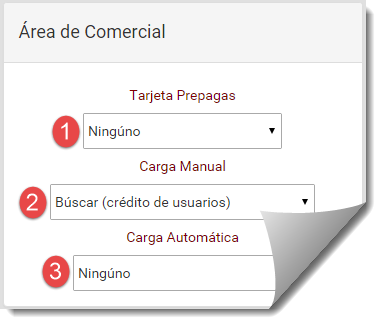 Área de Comercial
Tarjeta Prepagas
1 Ningúno
Carga Manual
2 Búscar (crédito de usuarios)
Carga Automática
3 Ningúno